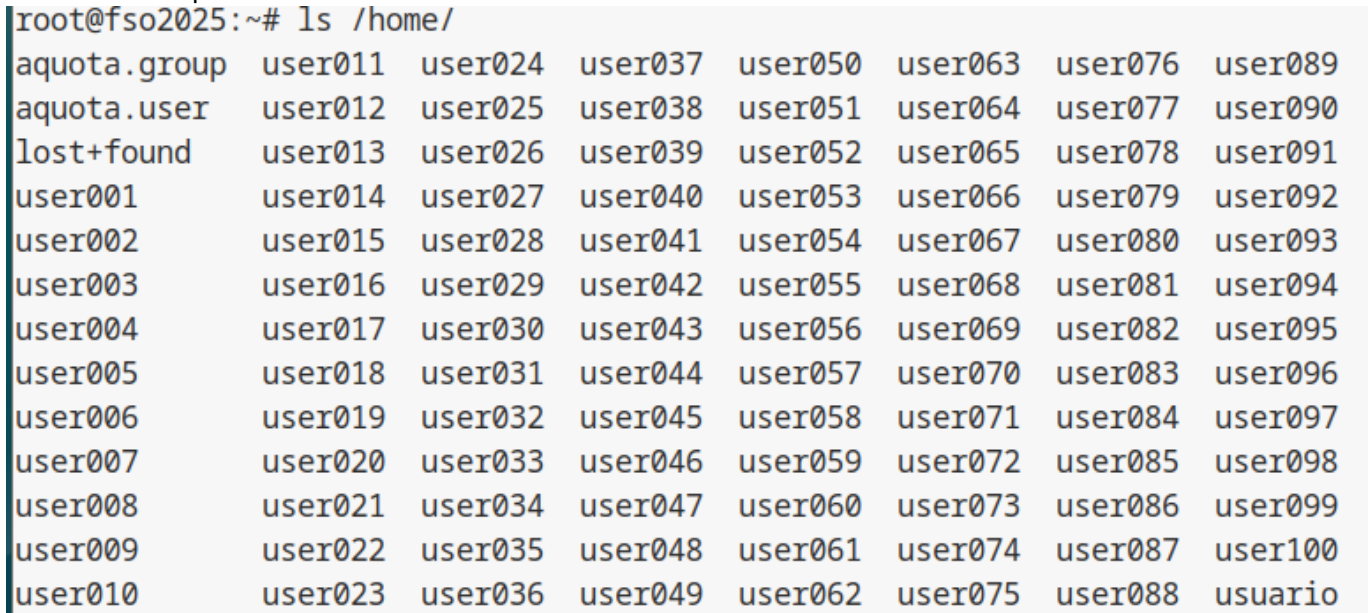 root@fso2025:~# ls /home/
aquota.group user011 user024 user037 user050 user063 user076 user089
aquota.user user012 user025 user038 user051 user064 user077 user090
lost+found user013 user026 user039 user052 user065 user078 user091
user001 user014 user027 user040 user053 user066 user079 user092
user002 user015 user028 user041 user054 user067 user080 user093
user003 user016 user029 user042 user055 user068 user081 user094
user004 user017 user030 user043 user056 user069 user082 user095
user005 user018 user031 user044 user057 user070 user083 user096
user006 user019 user032 user045 user058 user071 user084 user097
user007 user020 user033 user046 user059 user072 user085 user098
user008 user021 user034 user047 user060 user073 user086 user099
user009 user022 user035 user048 user061 user074 user087 user100
user010 user023 user036 user049 user062 user075 user088 usuario